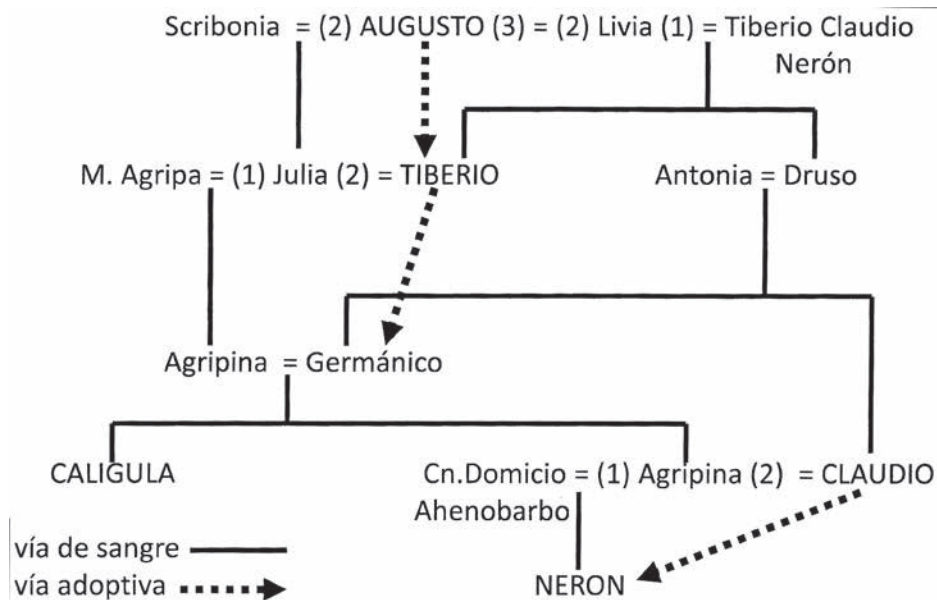 Scribonia = (2) AUGUSTO (3) = (2) Livia (1) = Tiberio Claudio
Nerón
M. Agripa = (1) Julia (2) = TIBERIO Antonia = Druso
Agripina = Germánico
CALIGULA Cn.Domicio = (1) Agripina (2) = CLAUDIO
Ahenobarbo
vía de sangre
vía adoptiva NERON